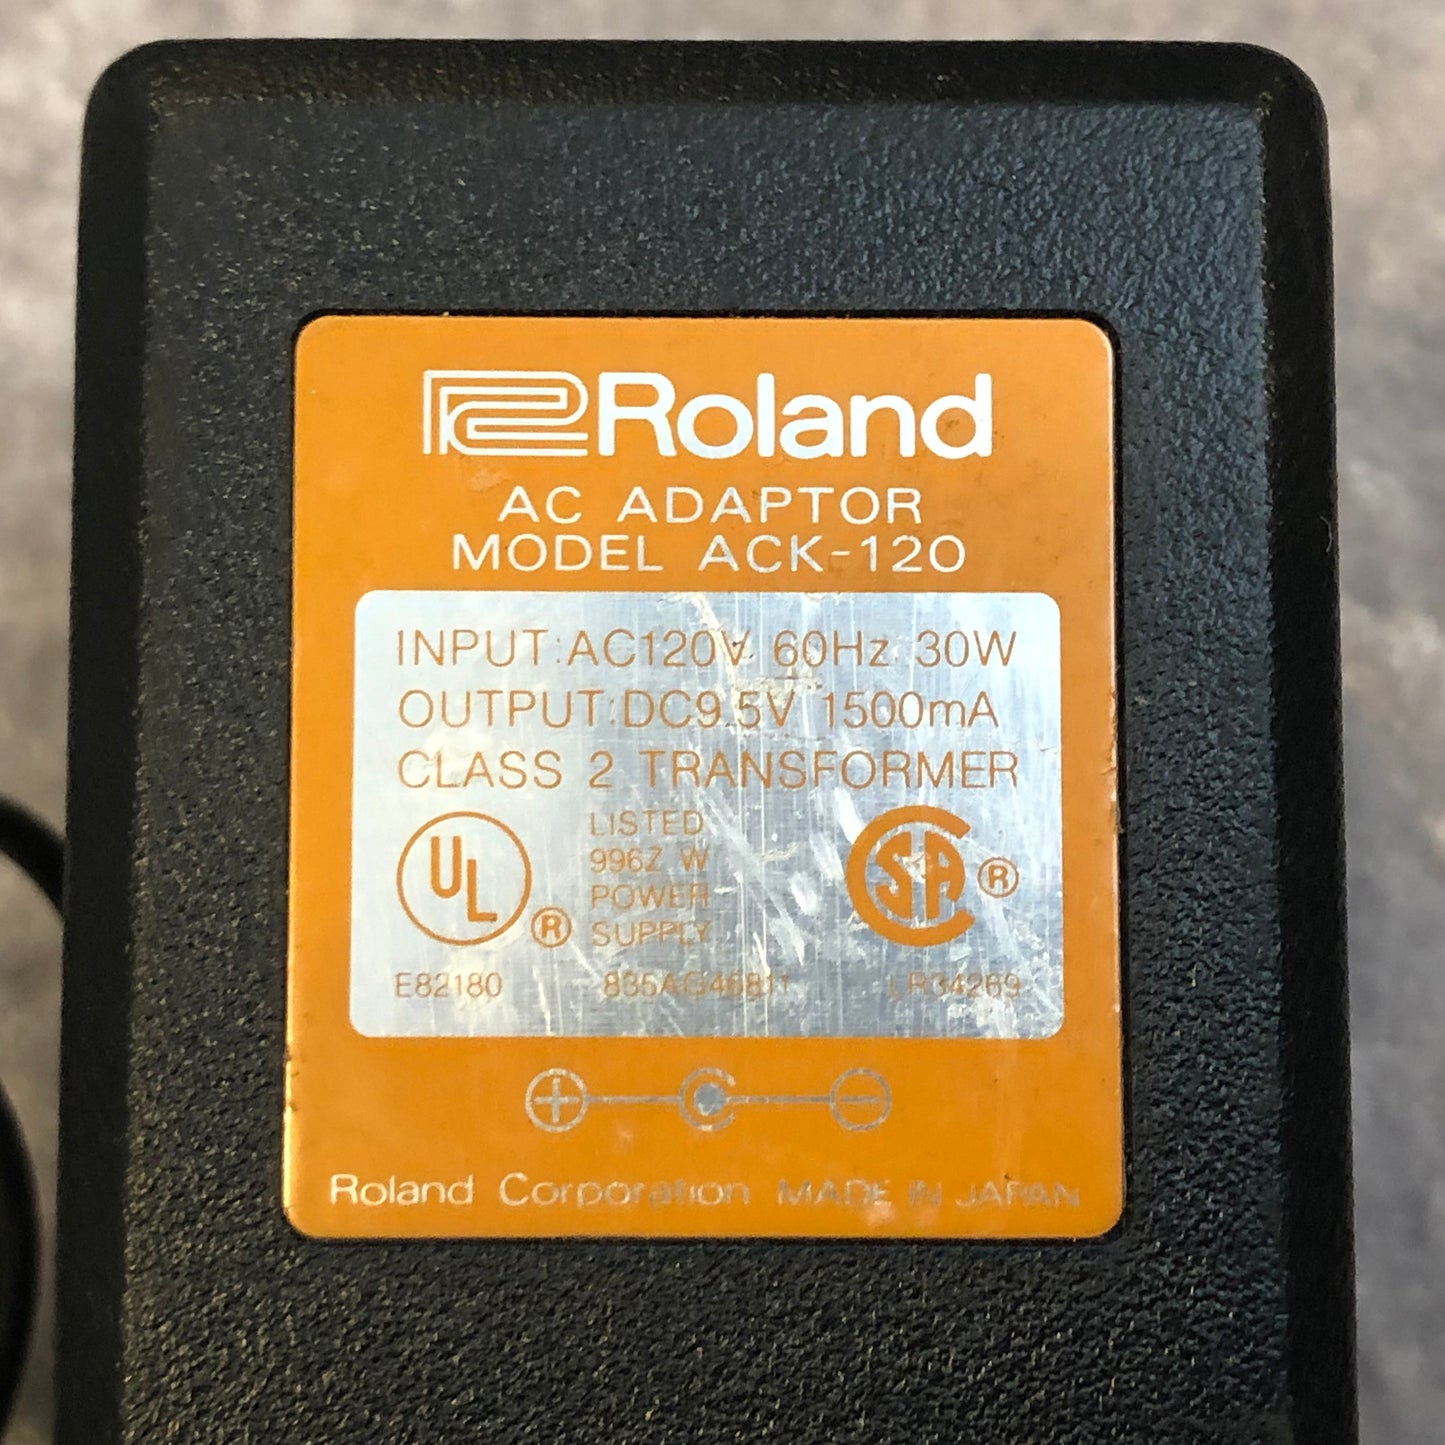 Roland
AC ADAPTOR
MODEL ACK-120
INPUT:AC120V 60Hz 30W
OUTPUT:DC9.5V 1500mA
CLASS 2 TRANSFORMER
UL ® LISTED
996Z W
POWER
SUPPLY
CSA ®
E82180 LR34269
Roland Corporation MADE IN JAPAN